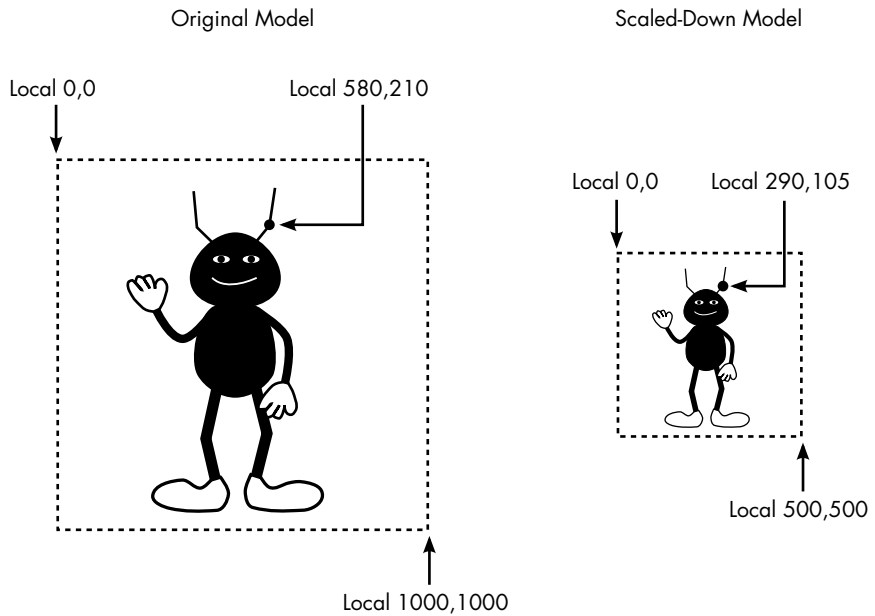 Original Model
Scaled-Down Model
Local 0,0
Local 580,210
Local 0,0
Local 290,105
Local 500,500
Local 1000,1000